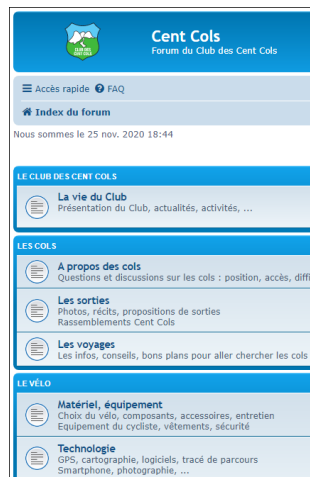 CLUB DES
CENT COLS
Cent Cols
Forum du Club des Cent Cols
Accès rapide FAQ
Index du forum
Nous sommes le 25 nov. 2020 18:44
LE CLUB DES CENT COLS
La vie du Club
Présentation du Club, actualités, activités, ...
LES COLS
A propos des cols
Questions et discussions sur les cols : position, accès, diffi
Les sorties
Photos, récits, propositions de sorties
Rassemblements Cent Cols
Les voyages
Les infos, conseils, bons plans pour aller chercher les cols
LE VÉLO
Matériel, équipement
Choix du vélo, composants, accessoires, entretien
Equipement du cycliste, vêtements, sécurité
Technologie
GPS, cartographie, logiciels, tracé de parcours
Smartphone, photographie, ...